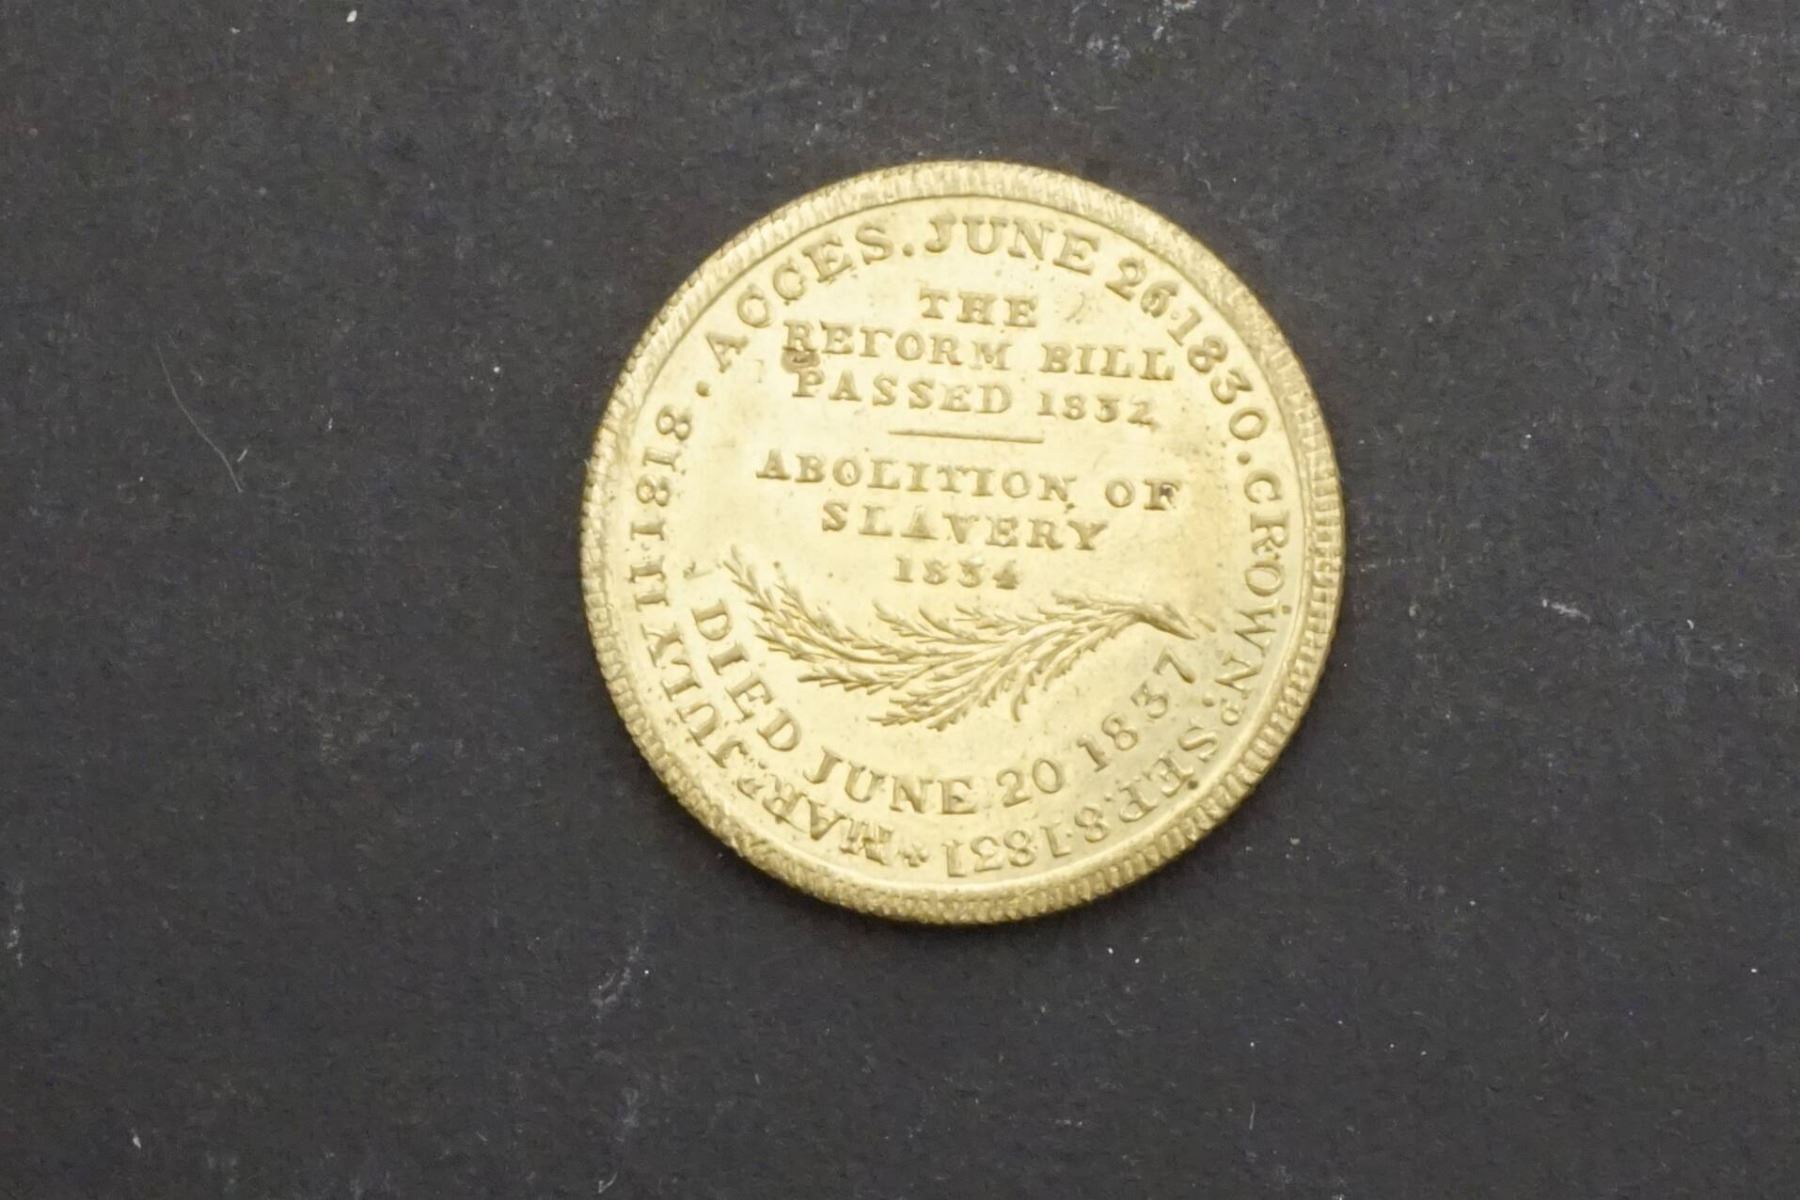 MARD. JULY 11·1818. ACCES. JUNE 26·1830. CROWND. SEP. 8·1831
THE
REFORM BILL
PASSED 1832
ABOLITION OF
SLAVERY
1834
DIED JUNE 20 1837